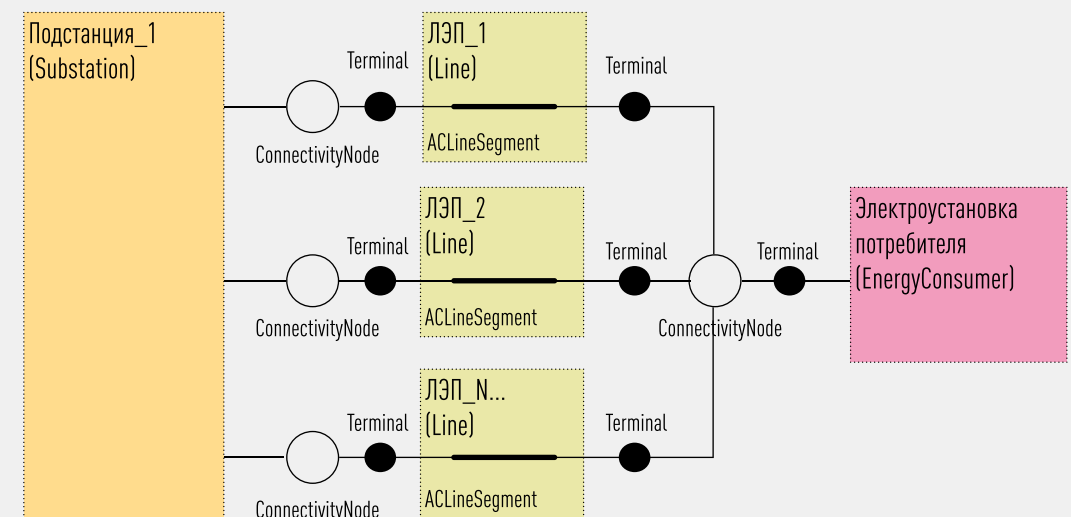 Подстанция_1
(Substation)
Terminal
ConnectivityNode
ЛЭП_1
(Line)
ACLineSegment
Terminal
Terminal
ConnectivityNode
ЛЭП_2
(Line)
ACLineSegment
Terminal
ConnectivityNode
Terminal
Электроустановка
потребителя
(EnergyConsumer)
Terminal
ConnectivityNode
ЛЭП_N...
(Line)
ACLineSegment
Terminal